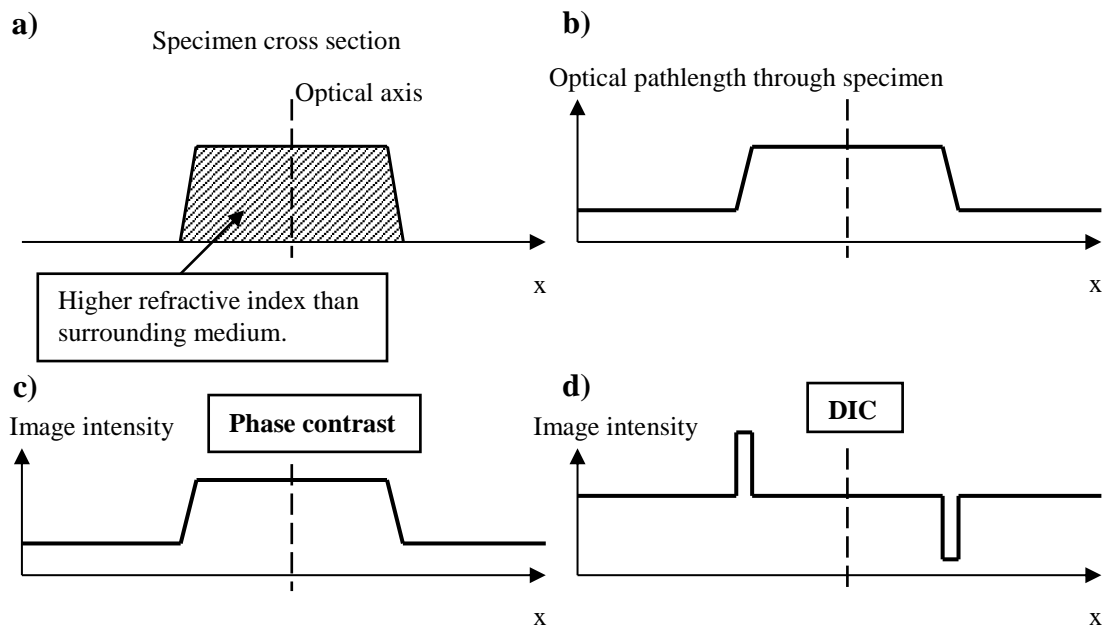 a)
Specimen cross section
Optical axis
Higher refractive index than
surrounding medium.
x
b)
Optical pathlength through specimen
x
c)
Image intensity
Phase contrast
x
d)
Image intensity
DIC
x